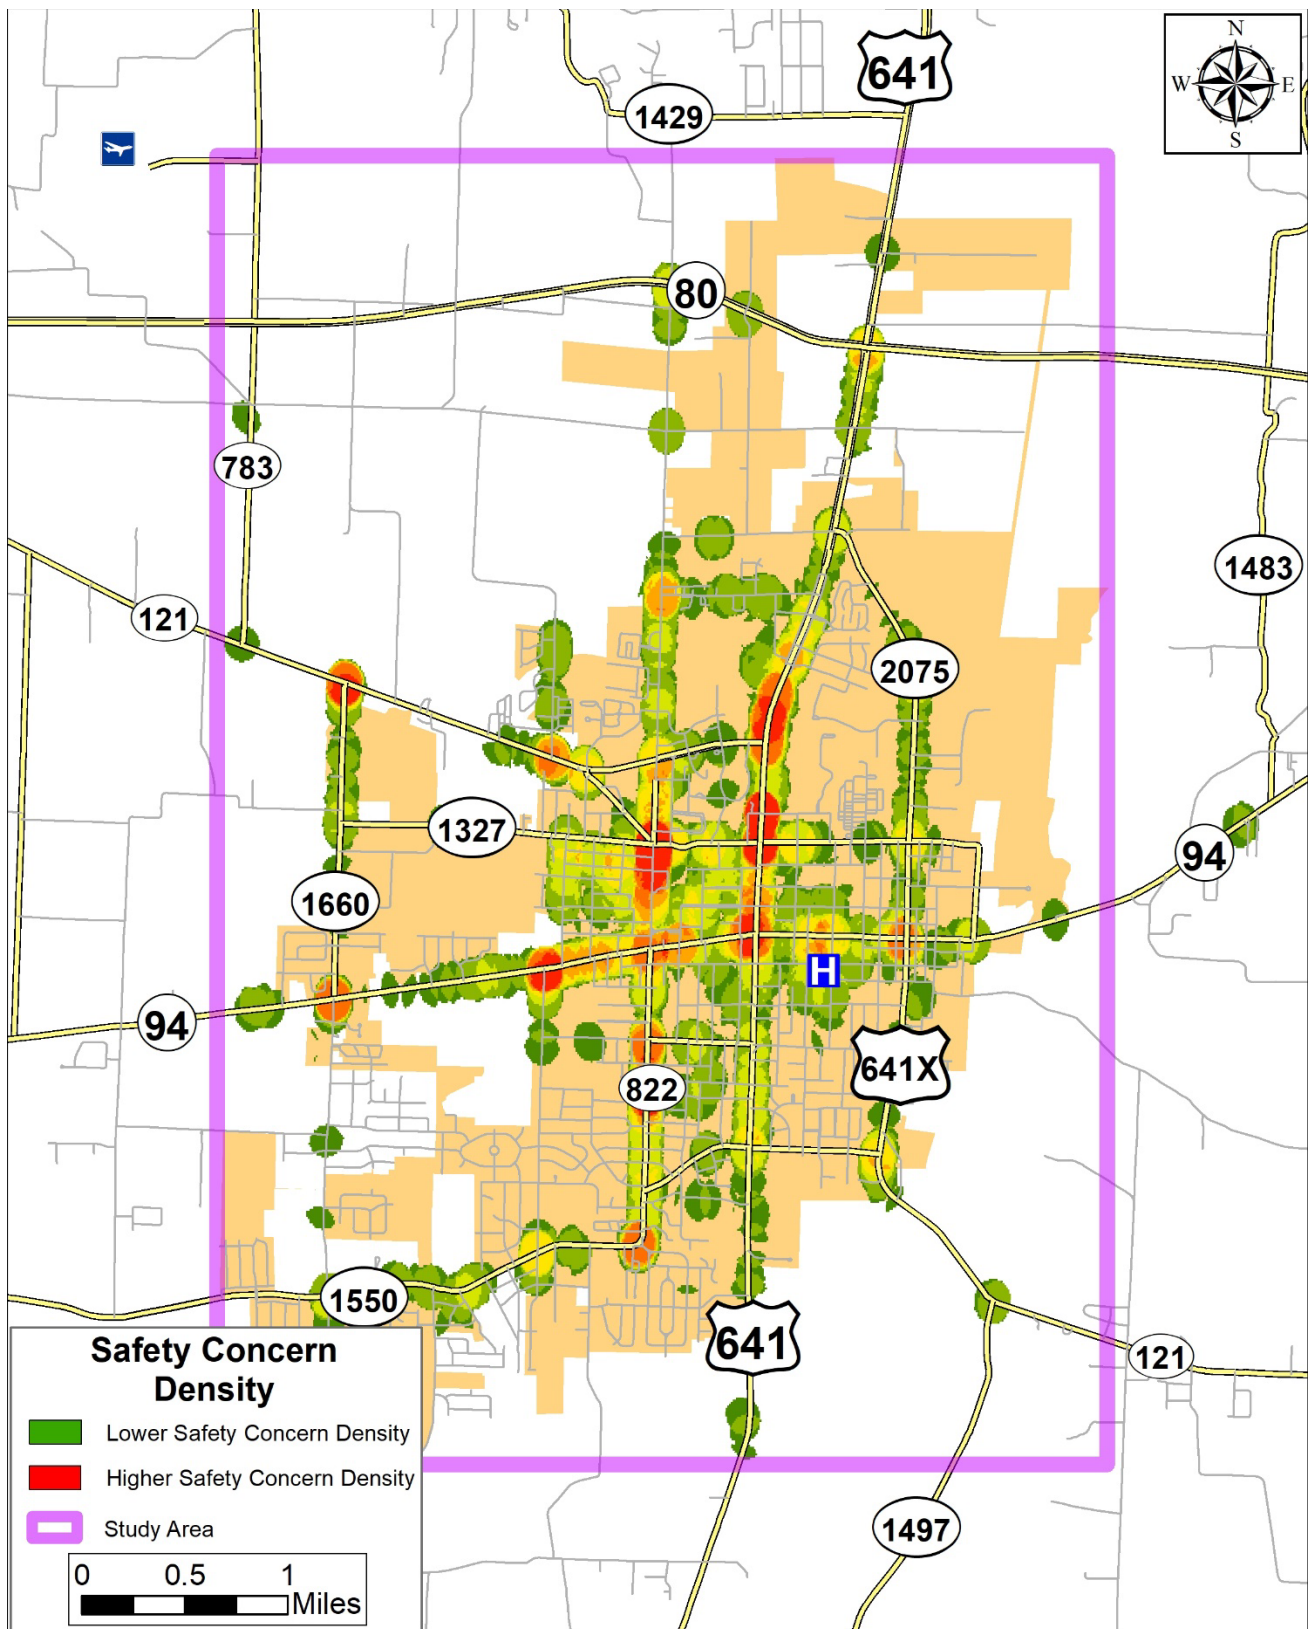 N
W E
S
641
1429
80
783
1483
121
2075
1327
94
1660
94
641X
822
1550
641
121
1497
Safety Concern
Density
Lower Safety Concern Density
Higher Safety Concern Density
Study Area
0 0.5 1
Miles
H